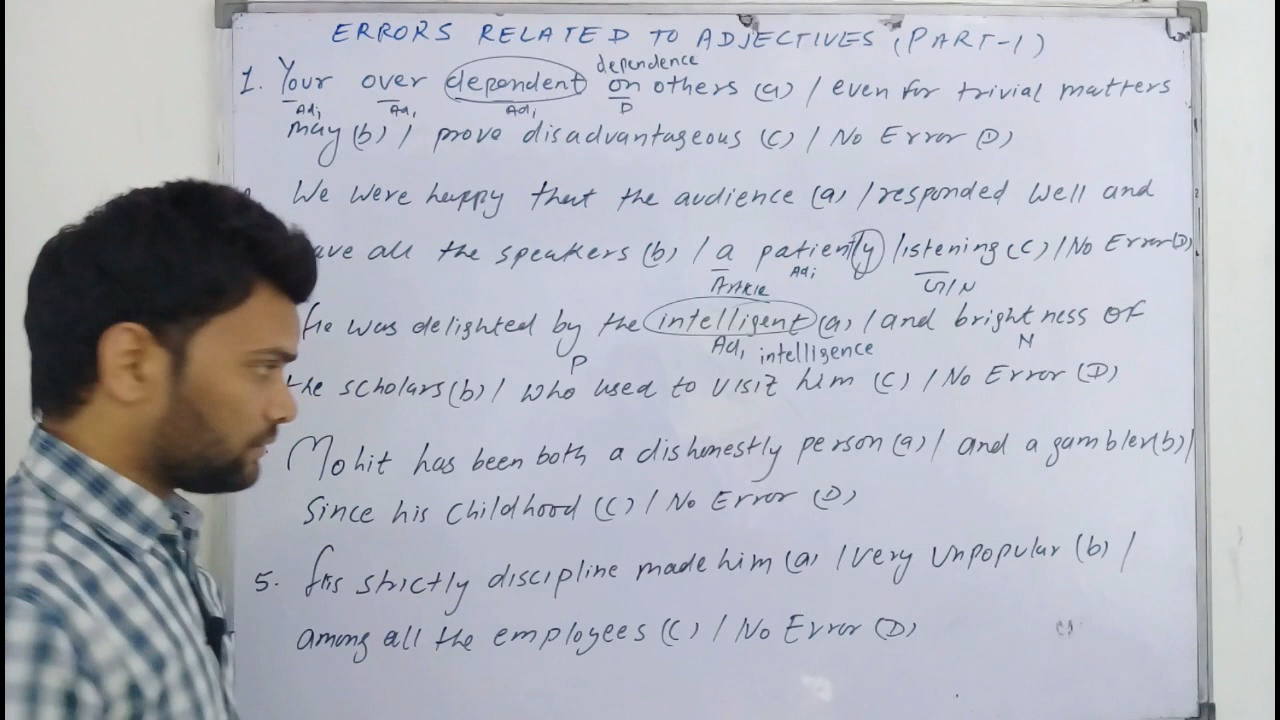 ERRORS RELATED TO ADJECTIVES (PART-1)
dependence
1. Your over dependent on others (a) / even for trivial matters
Adj Adj Adj D
may (b) / prove disadvantageous (C) / No Error (D)
We were happy that the audience (a) / responded well and
ave all the speakers (b) / a patiently listening (C) / No Error (D)
Article Adj G/N
He was delighted by the intelligent (a) / and brightness of
P Adj intelligence N
the scholars (b) / who used to visit him (C) / No Error (D)
Mohit has been both a dishonestly person (a) / and a gambler (b) /
Since his childhood (C) / No Error (D)
5. His strictly discipline made him (a) / very unpopular (b) /
among all the employees (C) / No Error (D)